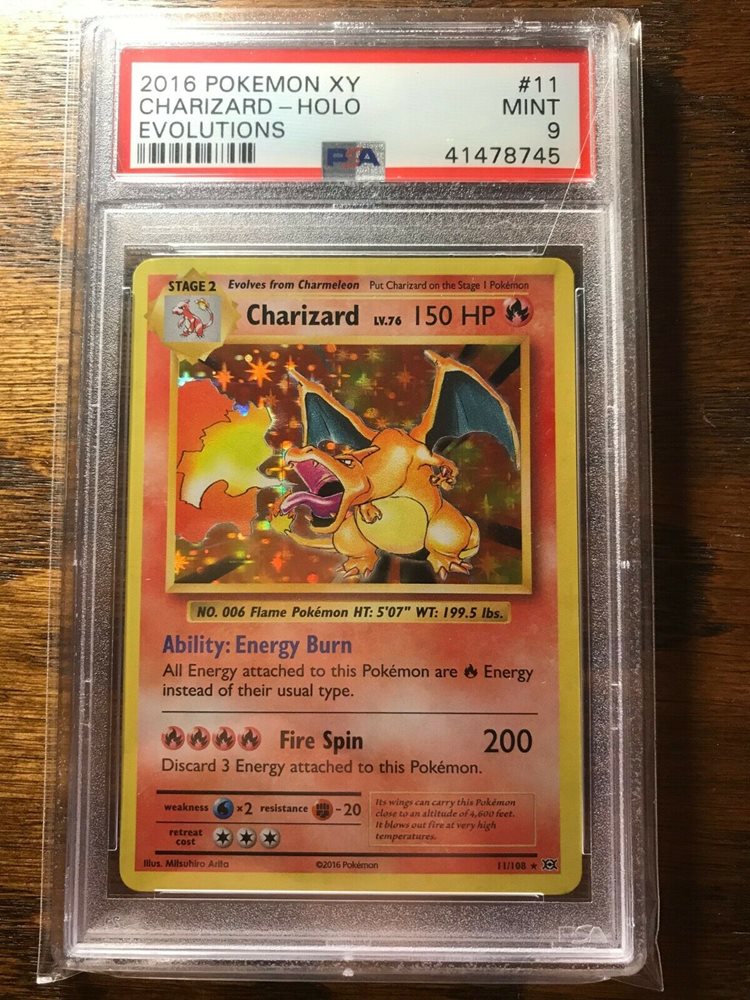 2016 POKEMON XY #11
CHARIZARD – HOLO MINT
EVOLUTIONS 9
PSA 41478745
STAGE 2 Evolves from Charmeleon Put Charizard on the Stage 1 Pokémon
Charizard LV.76 150 HP
NO. 006 Flame Pokémon HT: 5'07" WT: 199.5 lbs.
Ability: Energy Burn
All Energy attached to this Pokémon are Energy
instead of their usual type.
Fire Spin 200
Discard 3 Energy attached to this Pokémon.
weakness ×2 resistance -20
retreat
cost
Its wings can carry this Pokémon
close to an altitude of 4,600 feet.
It blows out fire at very high
temperatures.
Illus. Mitsuhiro Arita ©2016 Pokémon 11/108 ★
PSA